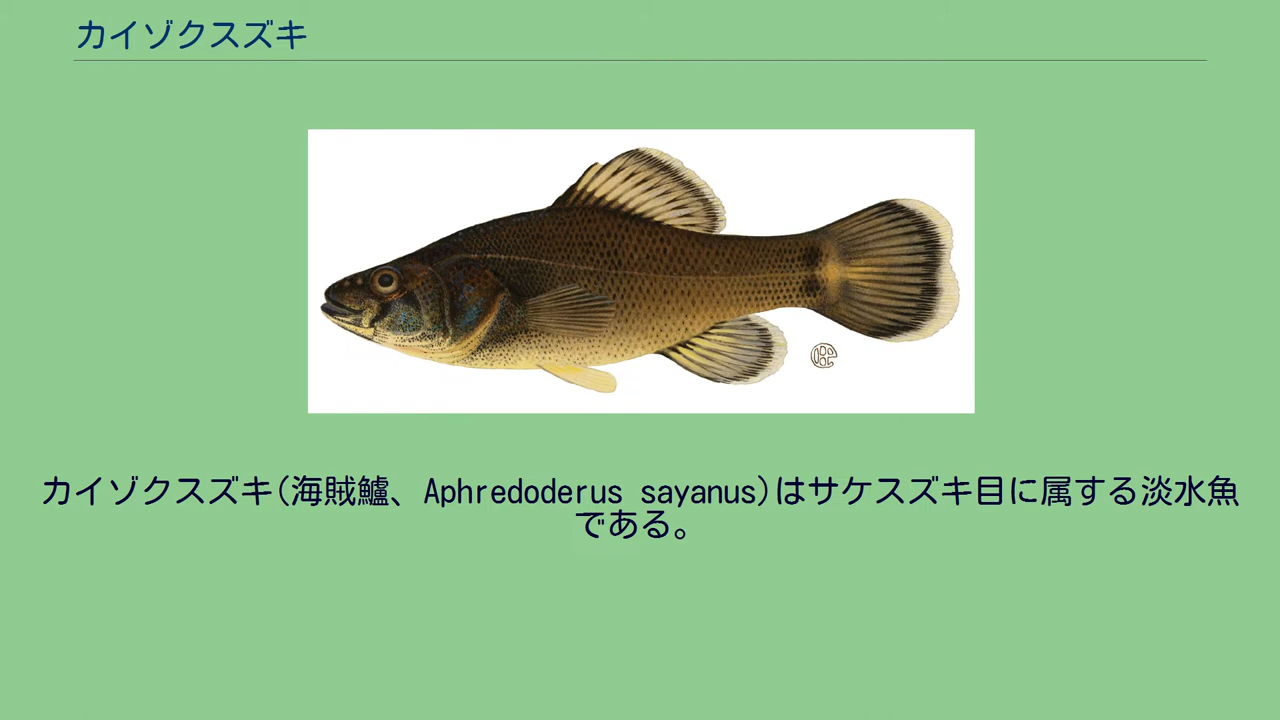 カイゾクスズキ
カイゾクスズキ(海賊鱸、Aphredoderus sayanus)はサケスズキ目に属する淡水魚
である。